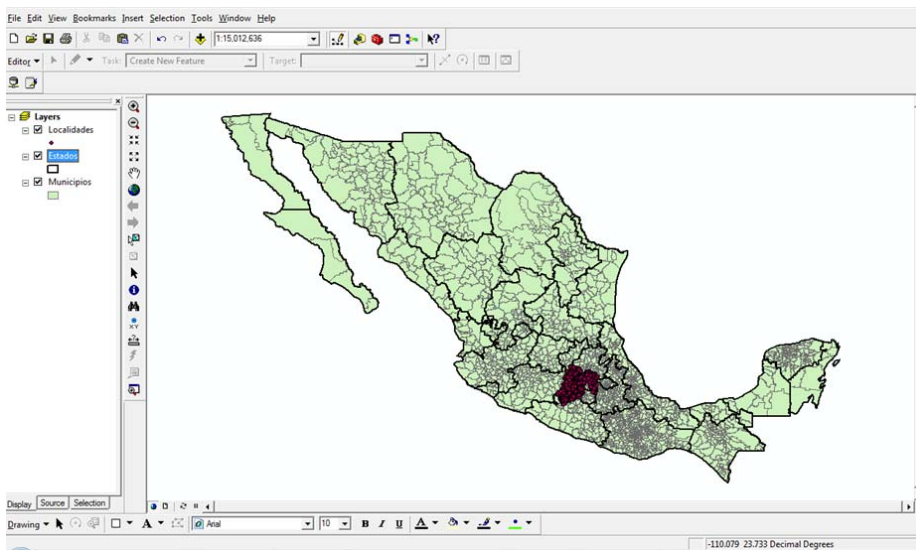 File Edit View Bookmarks Insert Selection Tools Window Help
1:15,012,636
Editor Task: Create New Feature Target:
Layers
Localidades
Estados
Municipios
Display Source Selection
Drawing A Arial 10 B I U A
-110.079 23.733 Decimal Degrees